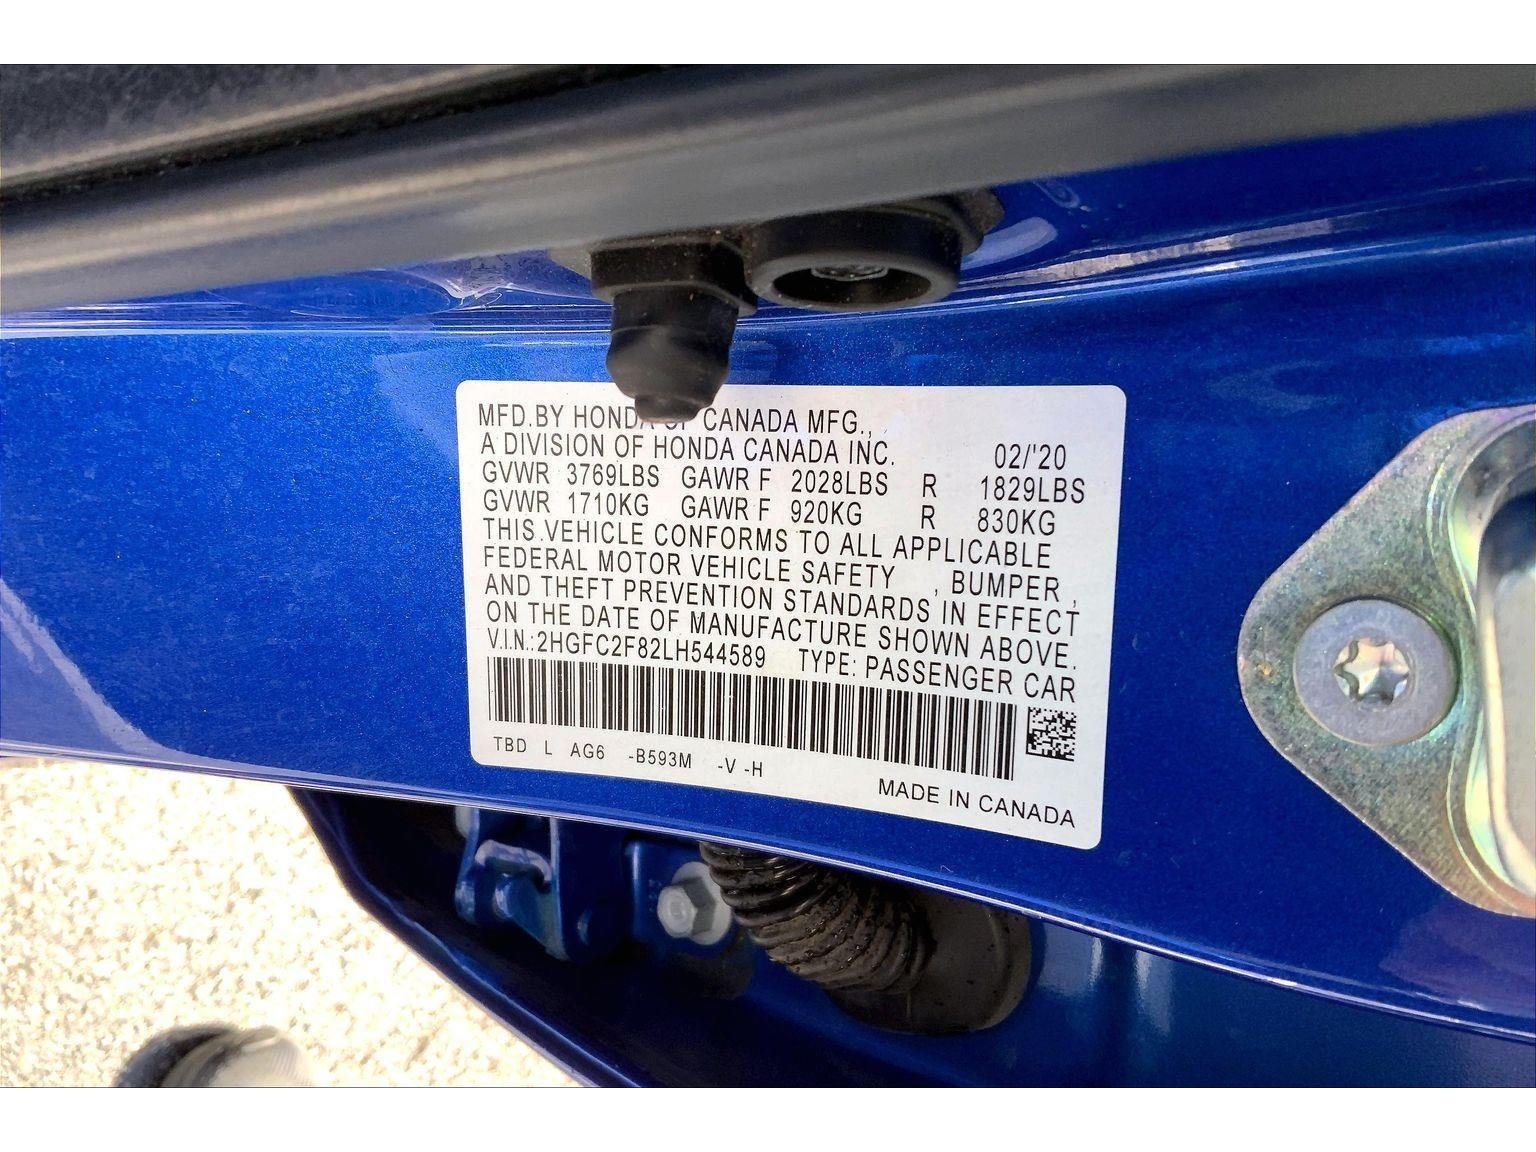 MFD.BY HONDA OF CANADA MFG.,
A DIVISION OF HONDA CANADA INC. 02/'20
GVWR 3769LBS GAWR F 2028LBS R 1829LBS
GVWR 1710KG GAWR F 920KG R 830KG
THIS VEHICLE CONFORMS TO ALL APPLICABLE
FEDERAL MOTOR VEHICLE SAFETY , BUMPER ,
AND THEFT PREVENTION STANDARDS IN EFFECT
ON THE DATE OF MANUFACTURE SHOWN ABOVE.
V.I.N.:2HGFC2F82LH544589 TYPE: PASSENGER CAR
TBD L AG6 -B593M -V -H
MADE IN CANADA